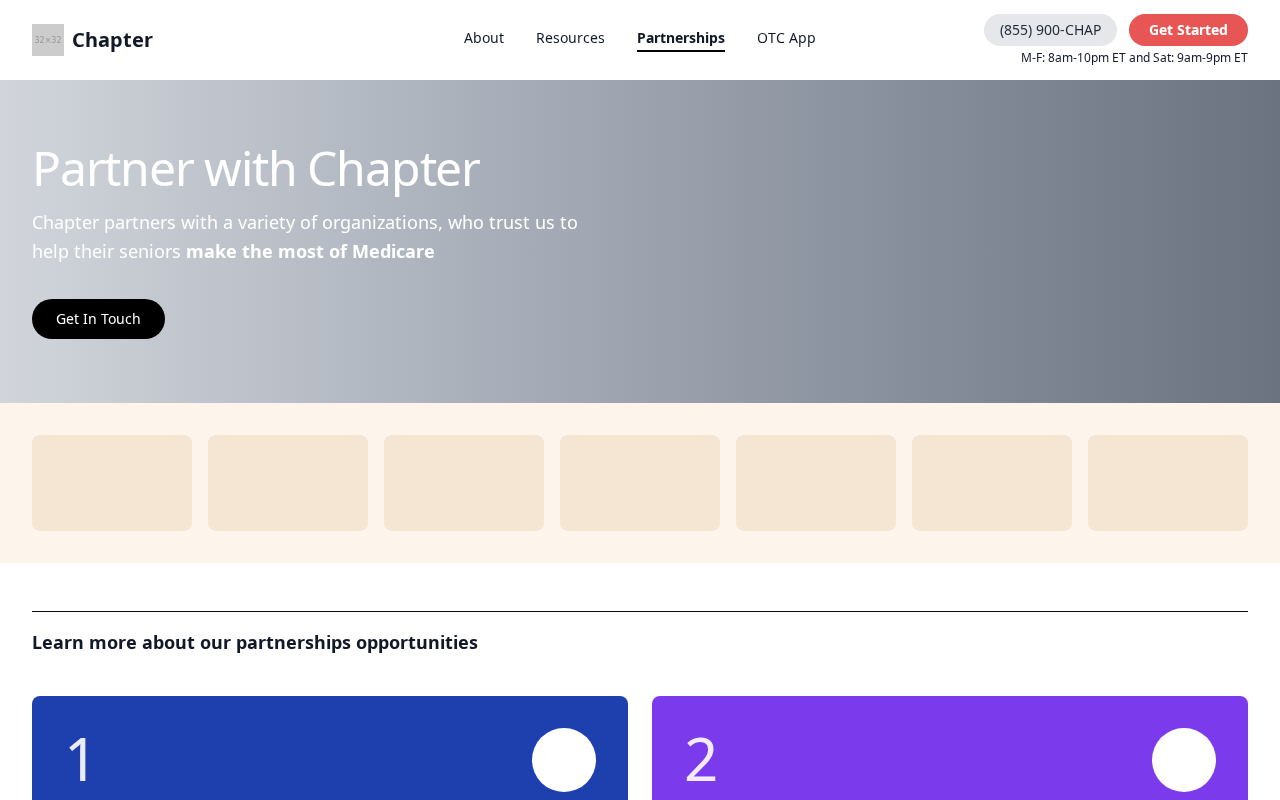 32×32
Chapter
About
Resources
Partnerships
OTC App
(855) 900-CHAP
Get Started
M-F: 8am-10pm ET and Sat: 9am-9pm ET
Partner with Chapter
Chapter partners with a variety of organizations, who trust us to
help their seniors make the most of Medicare
Get In Touch
Learn more about our partnerships opportunities
1
2